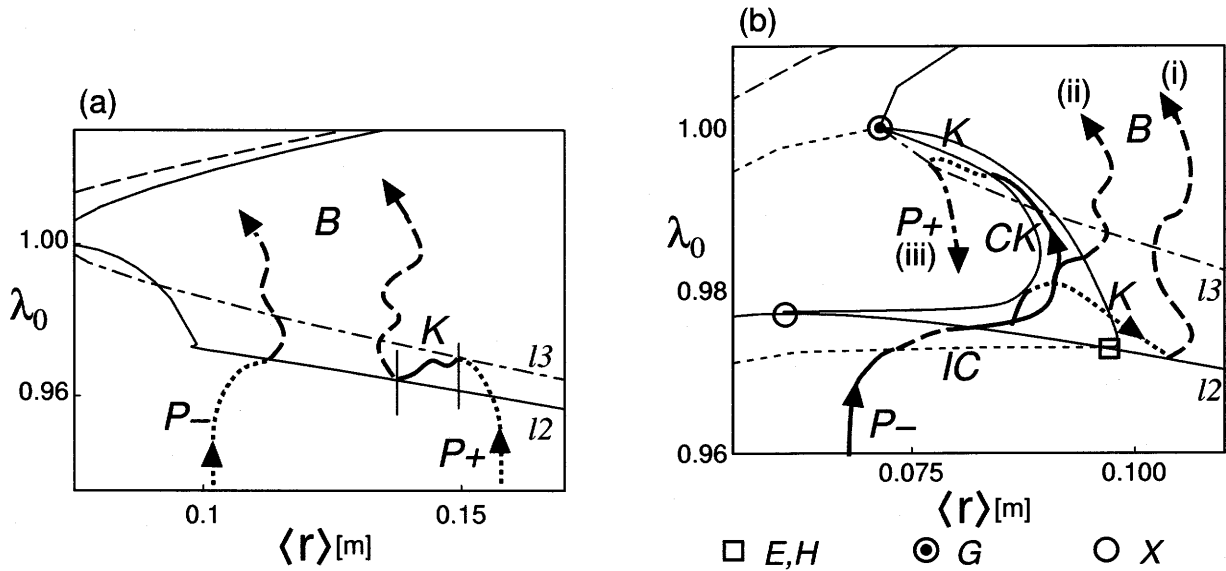 (a)
1.00
λ0
0.96
B
K
P–
P+
l3
l2
0.1
0.15
⟨r⟩[m]
(b)
1.00
λ0
0.98
0.96
(i)
(ii)
B
K
P+
(iii)
CK
K
l3
IC
l2
P–
0.075
0.100
⟨r⟩[m]
E,H
G
X